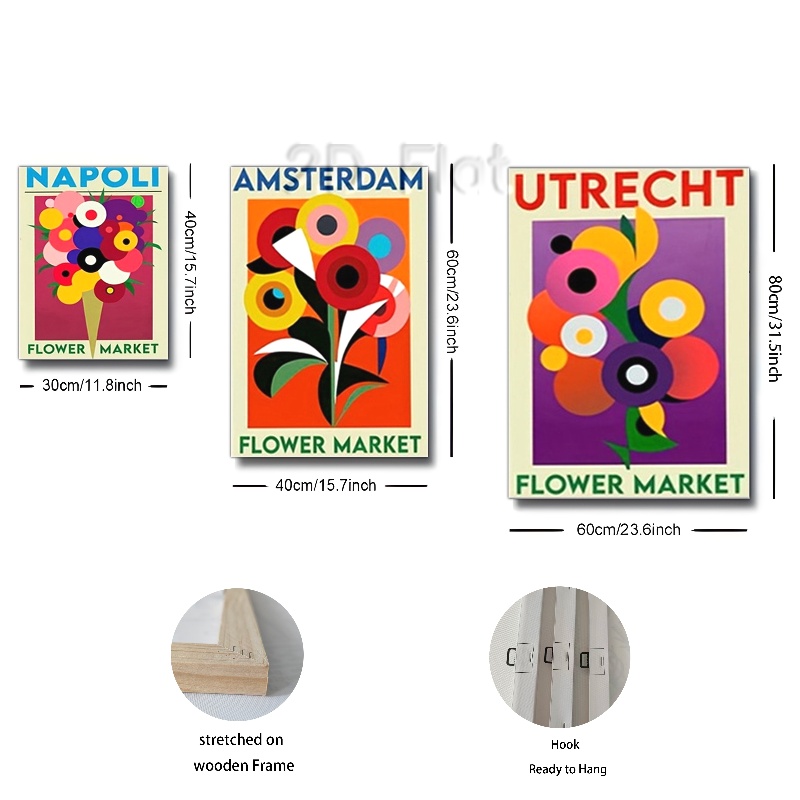 2D Flat
NAPOLI
FLOWER MARKET
40cm/15.7inch
30cm/11.8inch
AMSTERDAM
FLOWER MARKET
60cm/23.6inch
40cm/15.7inch
UTRECHT
FLOWER MARKET
80cm/31.5inch
60cm/23.6inch
stretched on
wooden Frame
Hook
Ready to Hang